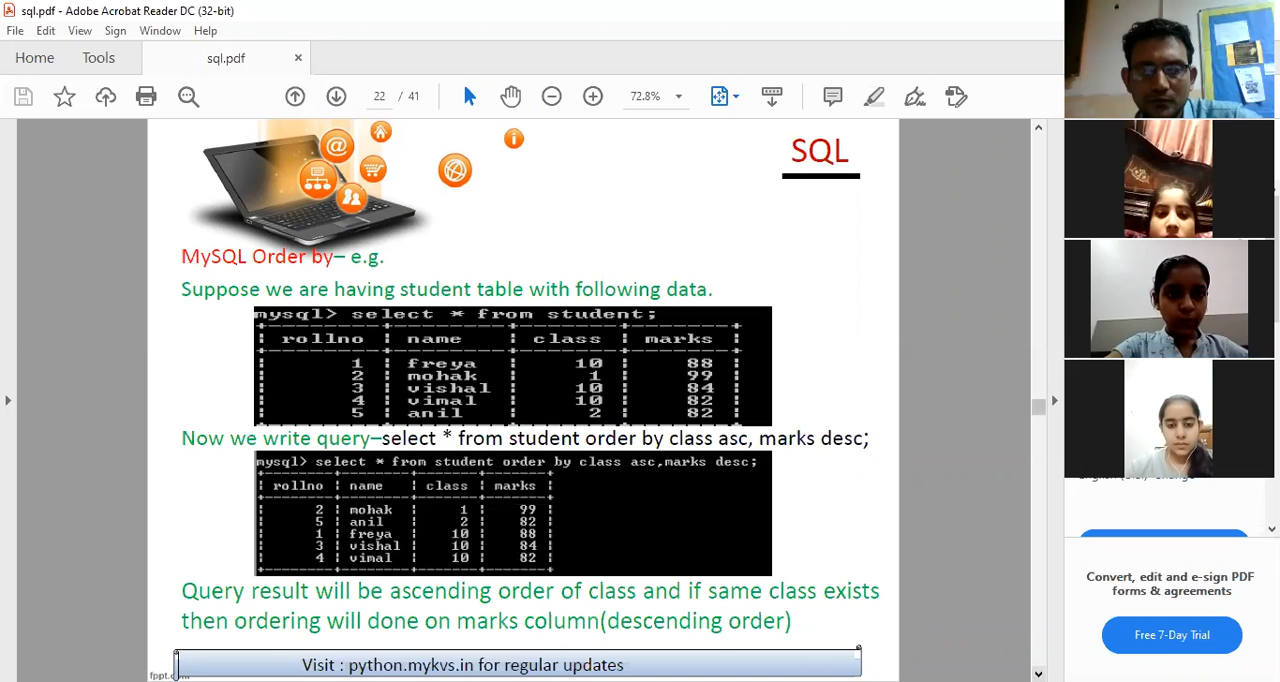 sql.pdf - Adobe Acrobat Reader DC (32-bit)
File Edit View Sign Window Help
Home Tools sql.pdf ×
22 / 41 72.8%
SQL
MySQL Order by– e.g.
Suppose we are having student table with following data.
mysql> select * from student;
rollno name class marks
1 freya 10 88
2 mohak 1 99
3 vishal 10 84
4 vimal 10 82
5 anil 2 82
Now we write query–select * from student order by class asc, marks desc;
mysql> select * from student order by class asc,marks desc;
rollno name class marks
2 mohak 1 99
5 anil 2 82
1 freya 10 88
3 vishal 10 84
4 vimal 10 82
Query result will be ascending order of class and if same class exists
then ordering will done on marks column(descending order)
Visit : python.mykvs.in for regular updates
fppt.
Convert, edit and e-sign PDF
forms & agreements
Free 7-Day Trial